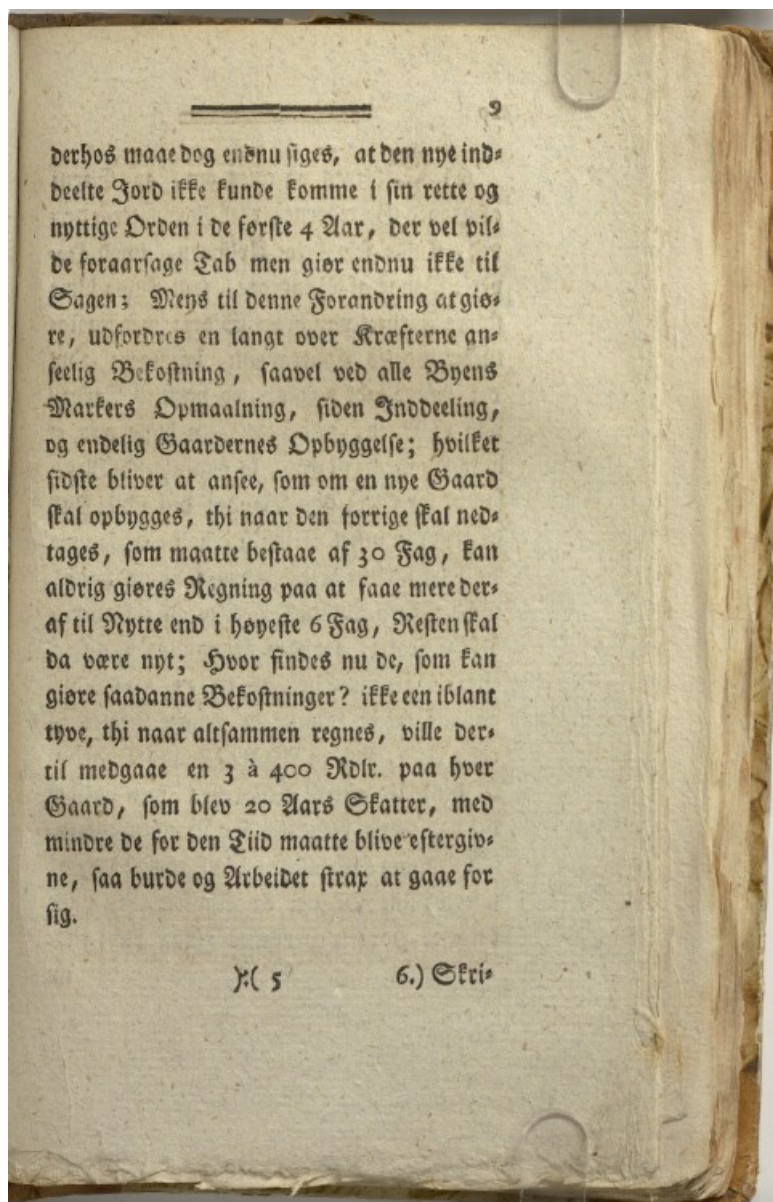 9
derhos maae dog endnu siges, at den nye ind-
deelte Jord ikke kunde komme i sin rette og
nyttige Orden i de første 4 Aar, der vel vil-
de foraarsage Tab men giør endnu ikke til
Sagen; Mens til denne Forandring at giø-
re, udfordres en langt over Kræfterne an-
seelig Bekostning, saavel ved alle Byens
Markers Opmaalning, siden Inddeeling,
og endelig Gaardernes Opbyggelse; hvilket
sidste bliver at ansee, som om en nye Gaard
skal opbygges, thi naar den forrige skal ned-
tages, som maatte bestaae af 30 Fag, kan
aldrig giøres Regning paa at faae mere der-
af til Nytte end i høyeste 6 Fag, Resten skal
da være nyt; Hvor findes nu de, som kan
giøre saadanne Bekostninger? ikke een iblant
tyve, thi naar altsammen regnes, ville der-
til medgaae en 3 à 400 Rdlr. paa hver
Gaard, som blev 20 Aars Skatter, med
mindre de for den Tiid maatte blive eftergiv-
ne, saa burde og Arbeidet strax at gaae for
sig.
):( 5 6.) Skri-